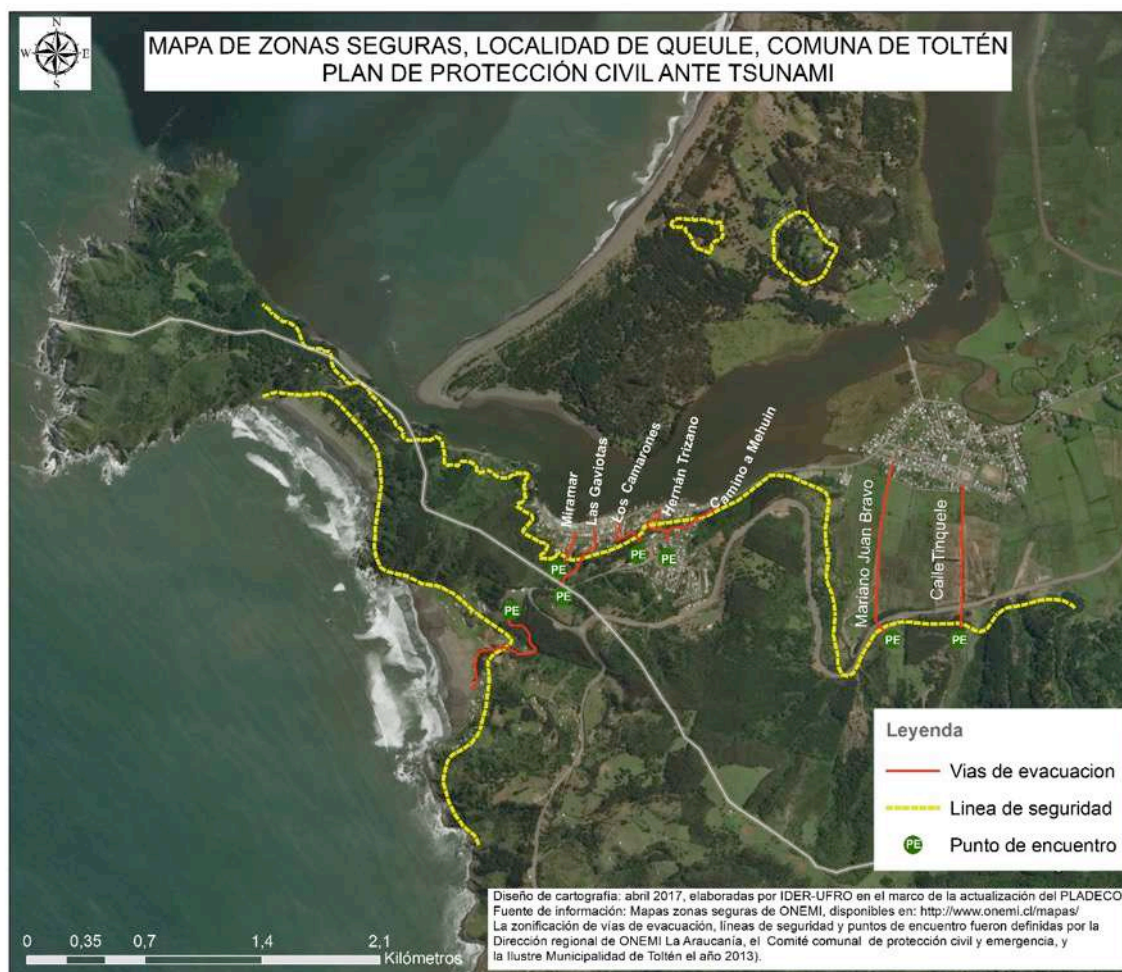 N
W E
S
MAPA DE ZONAS SEGURAS, LOCALIDAD DE QUEULE, COMUNA DE TOLTÉN
PLAN DE PROTECCIÓN CIVIL ANTE TSUNAMI
Miramar
Las Gaviotas
Los Camarones
Hernán Trizano
Camino a Mehuin
Mariano Juan Bravo
CalleTinquele
PE
PE
PE
PE
PE
PE
PE
Leyenda
Vias de evacuacion
Linea de seguridad
PE Punto de encuentro
Diseño de cartografía: abril 2017, elaboradas por IDER-UFRO en el marco de la actualización del PLADECO
Fuente de información: Mapas zonas seguras de ONEMI, disponibles en: http://www.onemi.cl/mapas/
La zonificación de vías de evacuación, líneas de seguridad y puntos de encuentro fueron definidas por la
Dirección regional de ONEMI La Araucanía, el Comité comunal de protección civil y emergencia, y
la Ilustre Municipalidad de Toltén el año 2013).
0 0,35 0,7 1,4 2,1
Kilómetros